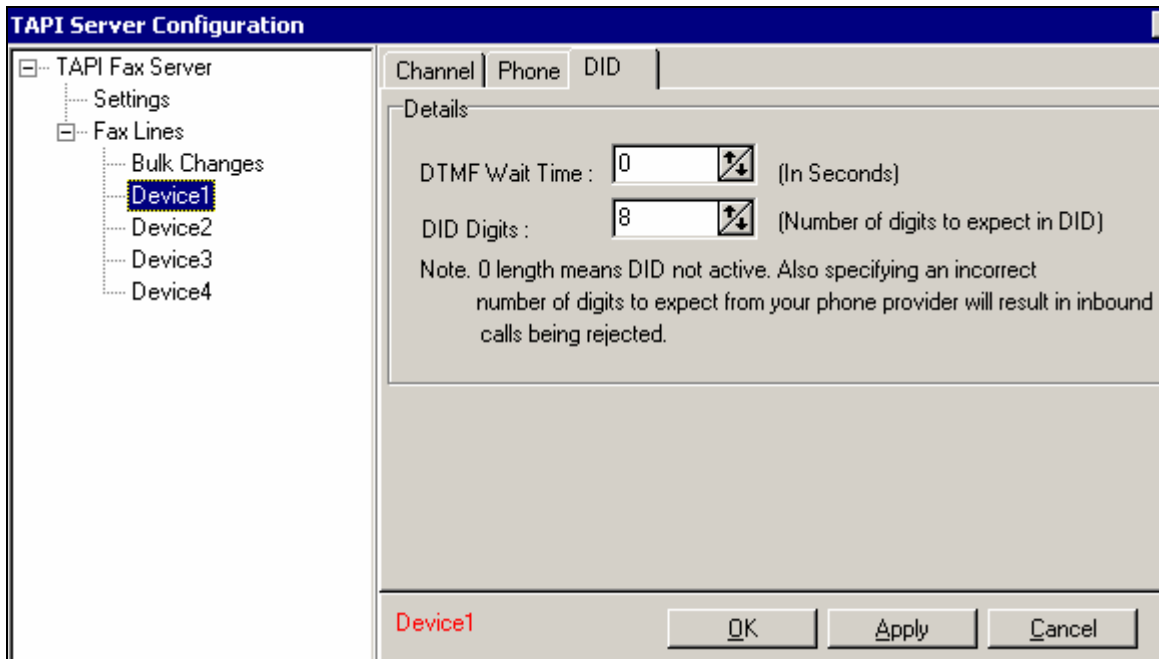 TAPI Server Configuration
TAPI Fax Server
Settings
Fax Lines
Bulk Changes
Device1
Device2
Device3
Device4
Channel
Phone
DID
Details
DTMF Wait Time : 0 (In Seconds)
DID Digits : 8 (Number of digits to expect in DID)
Note. 0 length means DID not active. Also specifying an incorrect
number of digits to expect from your phone provider will result in inbound
calls being rejected.
Device1
OK
Apply
Cancel